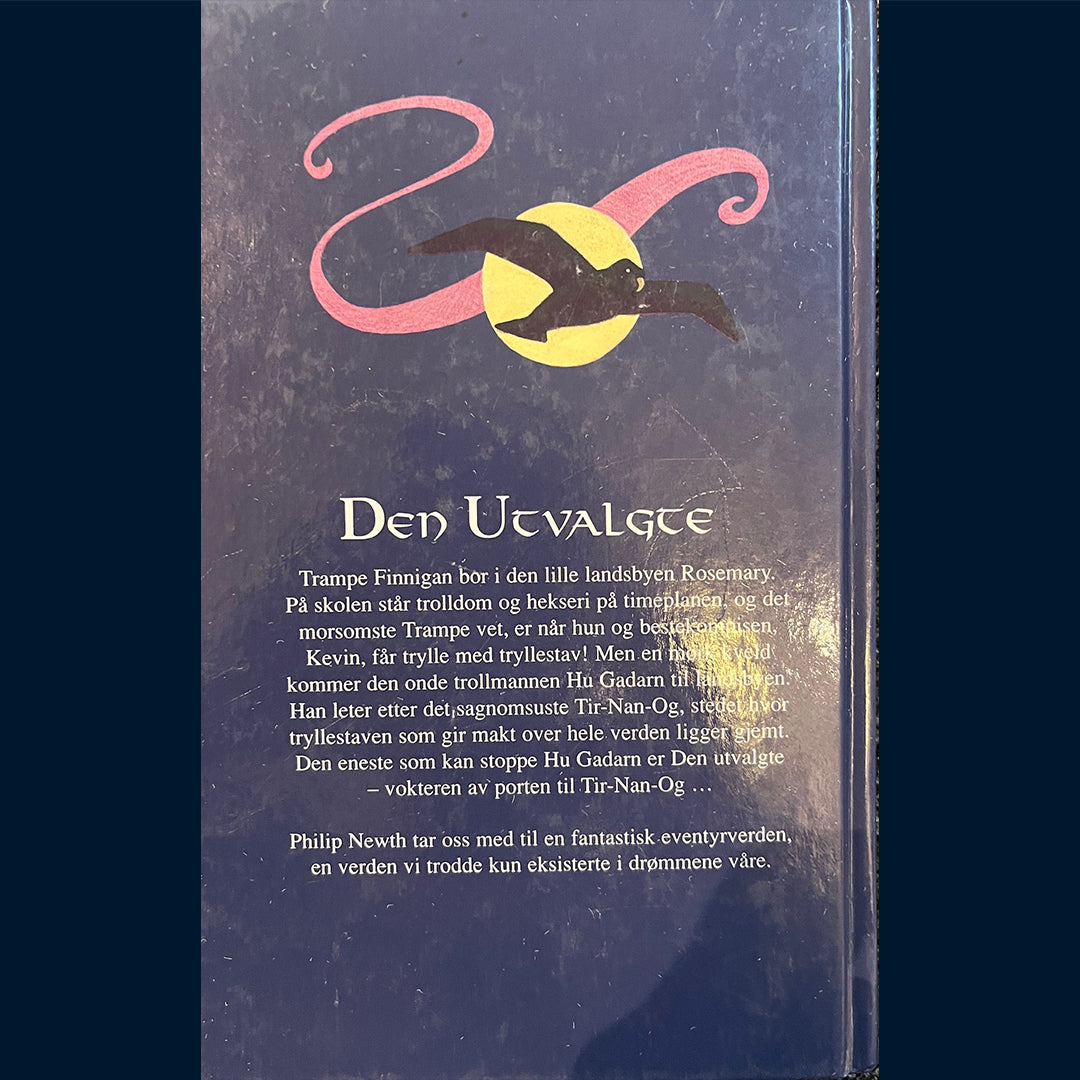 Den Utvalgte
Trampe Finnigan bor i den lille landsbyen Rosemary.
På skolen står trolldom og hekseri på timeplanen, og det
morsomste Trampe vet, er når hun og bestekompisen,
Kevin, får trylle med tryllestav! Men en mørk kveld
kommer den onde trollmannen Hu Gadarn til landsbyen.
Han leter etter det sagnomsuste Tir-Nan-Og, stedet hvor
tryllestaven som gir makt over hele verden ligger gjemt.
Den eneste som kan stoppe Hu Gadarn er Den utvalgte
– vokteren av porten til Tir-Nan-Og ...
Philip Newth tar oss med til en fantastisk eventyrverden,
en verden vi trodde kun eksisterte i drømmene våre.